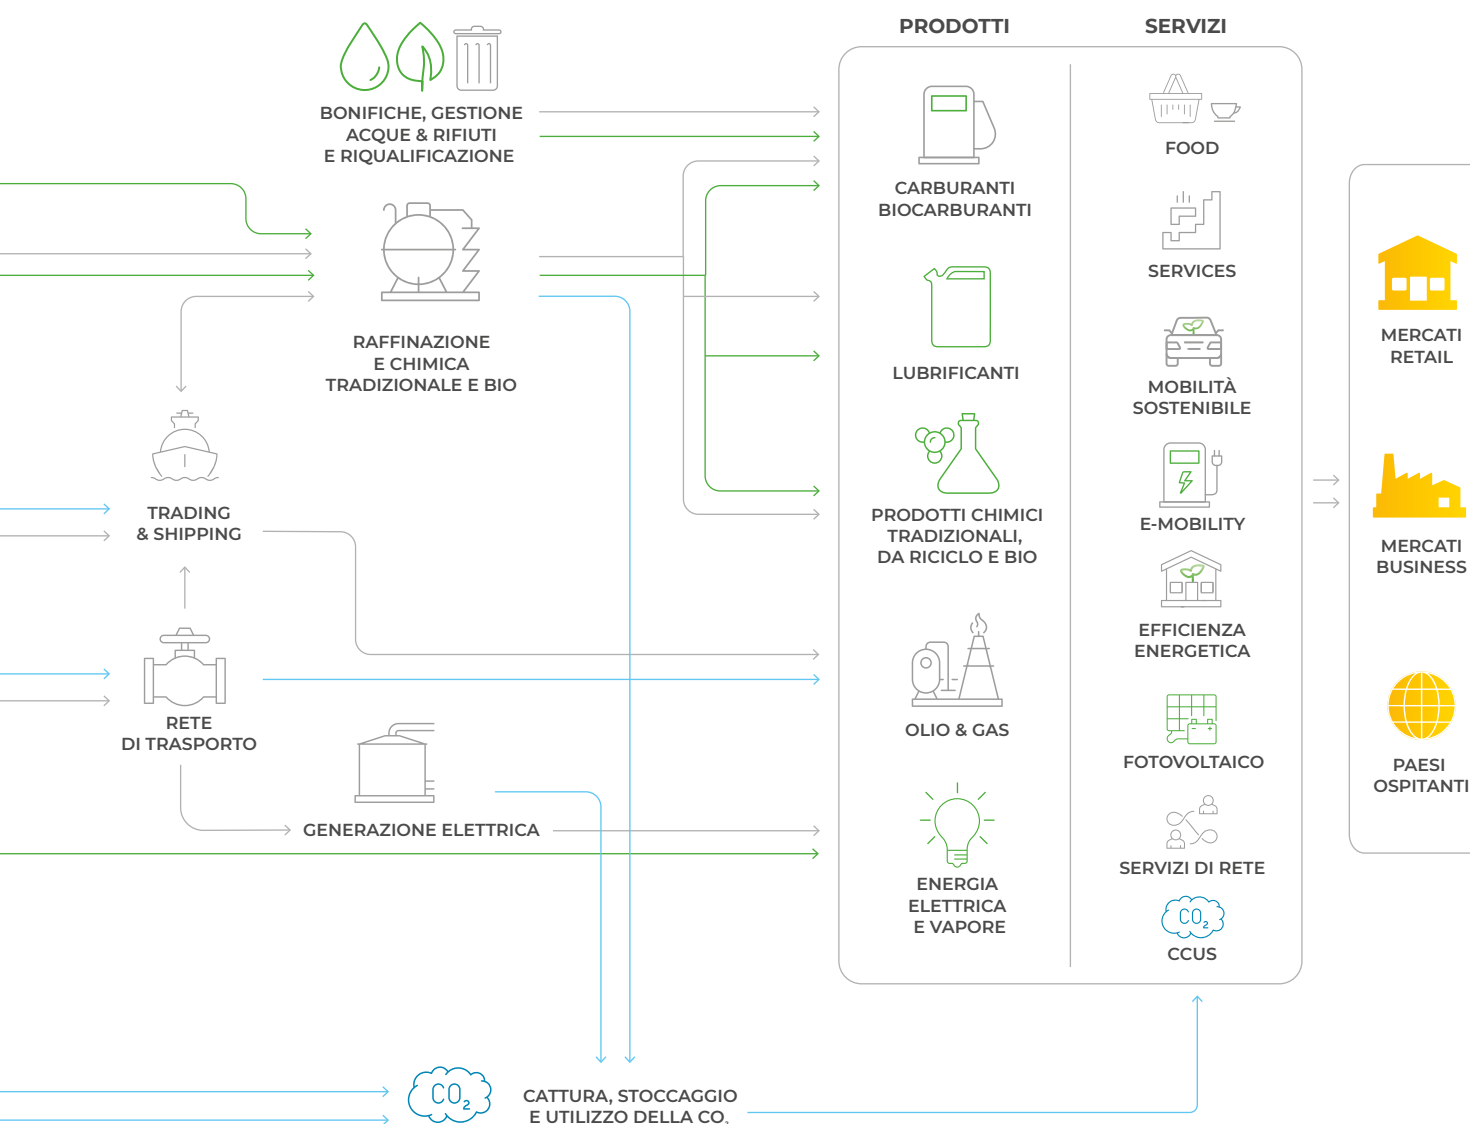 PRODOTTI
SERVIZI
BONIFICHE, GESTIONE
ACQUE & RIFIUTI
E RIQUALIFICAZIONE
RAFFINAZIONE
E CHIMICA
TRADIZIONALE E BIO
TRADING
& SHIPPING
RETE
DI TRASPORTO
GENERAZIONE ELETTRICA
CO₂
CATTURA, STOCCAGGIO
E UTILIZZO DELLA CO₂
CARBURANTI
BIOCARBURANTI
LUBRIFICANTI
PRODOTTI CHIMICI
TRADIZIONALI,
DA RICICLO E BIO
OLIO & GAS
ENERGIA
ELETTRICA
E VAPORE
FOOD
SERVICES
MOBILITÀ
SOSTENIBILE
E-MOBILITY
EFFICIENZA
ENERGETICA
FOTOVOLTAICO
SERVIZI DI RETE
CO₂
CCUS
MERCATI
RETAIL
MERCATI
BUSINESS
PAESI
OSPITANTI